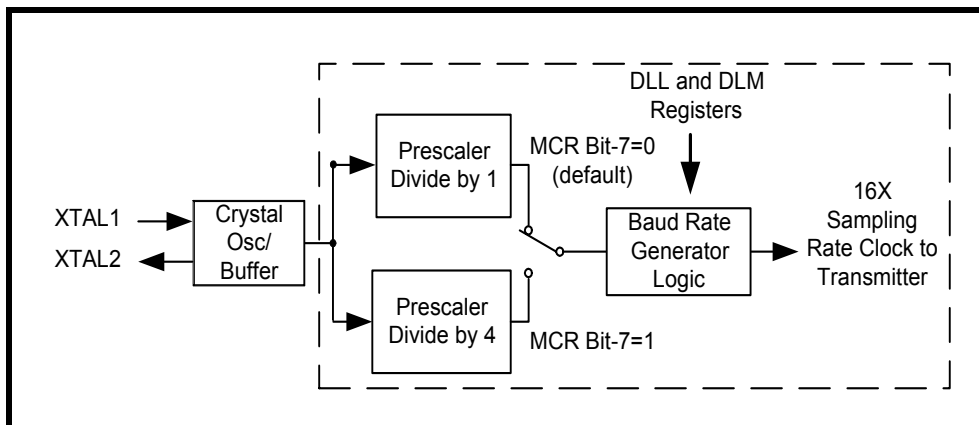 DLL and DLM
Registers
Prescaler
Divide by 1
MCR Bit-7=0
(default)
16X
Sampling
Rate Clock to
Transmitter
XTAL1
XTAL2
Crystal
Osc/
Buffer
Baud Rate
Generator
Logic
Prescaler
Divide by 4
MCR Bit-7=1